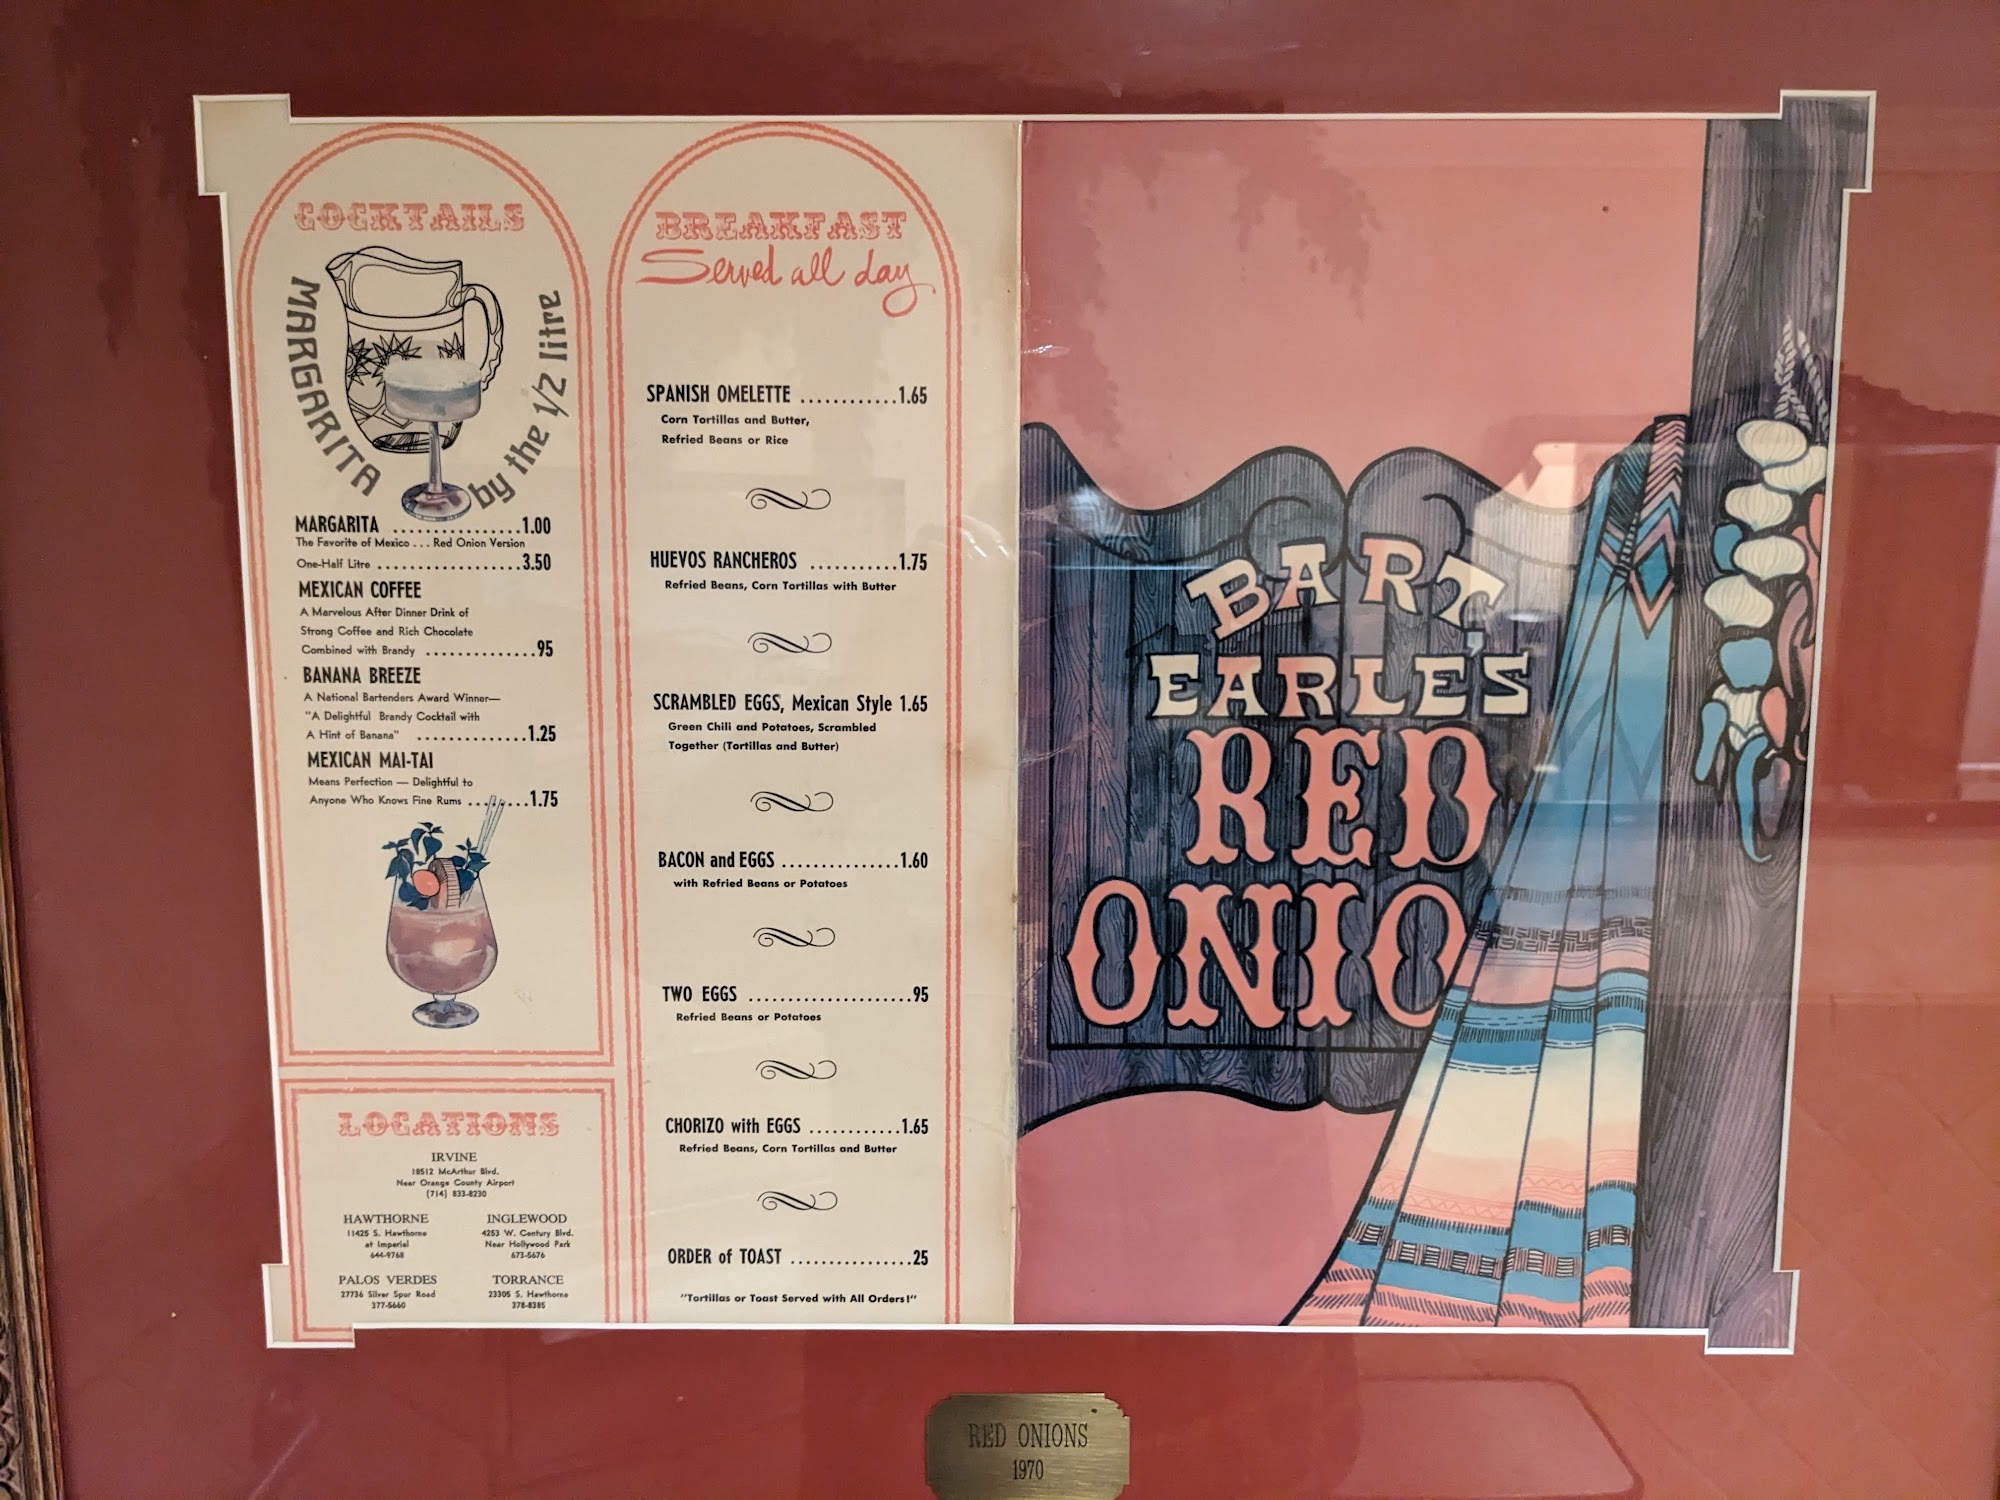 COCKTAILS
MARGARITA by the 1/2 litre
MARGARITA ................1.00
The Favorite of Mexico . . . Red Onion Version
One-Half Litre ..................3.50
MEXICAN COFFEE
A Marvelous After Dinner Drink of
Strong Coffee and Rich Chocolate
Combined with Brandy ..............95
BANANA BREEZE
A National Bartenders Award Winner—
"A Delightful Brandy Cocktail with
A Hint of Banana" ..............1.25
MEXICAN MAI-TAI
Means Perfection — Delightful to
Anyone Who Knows Fine Rums ........1.75
LOCATIONS
IRVINE
18512 McArthur Blvd.
Near Orange County Airport
(714) 833-8230
HAWTHORNE
11425 S. Hawthorne
at Imperial
644-9768
INGLEWOOD
4253 W. Century Blvd.
Near Hollywood Park
673-5676
PALOS VERDES
27736 Silver Spur Road
377-5660
TORRANCE
23305 S. Hawthorne
378-8385
BREAKFAST
Served all day
SPANISH OMELETTE ............1.65
Corn Tortillas and Butter,
Refried Beans or Rice
HUEVOS RANCHEROS ...........1.75
Refried Beans, Corn Tortillas with Butter
SCRAMBLED EGGS, Mexican Style 1.65
Green Chili and Potatoes, Scrambled
Together (Tortillas and Butter)
BACON and EGGS ...............1.60
with Refried Beans or Potatoes
TWO EGGS .....................95
Refried Beans or Potatoes
CHORIZO with EGGS ............1.65
Refried Beans, Corn Tortillas and Butter
ORDER of TOAST ................25
"Tortillas or Toast Served with All Orders!"
BART
EARLE'S
RED
ONIO
RED ONIONS
1970